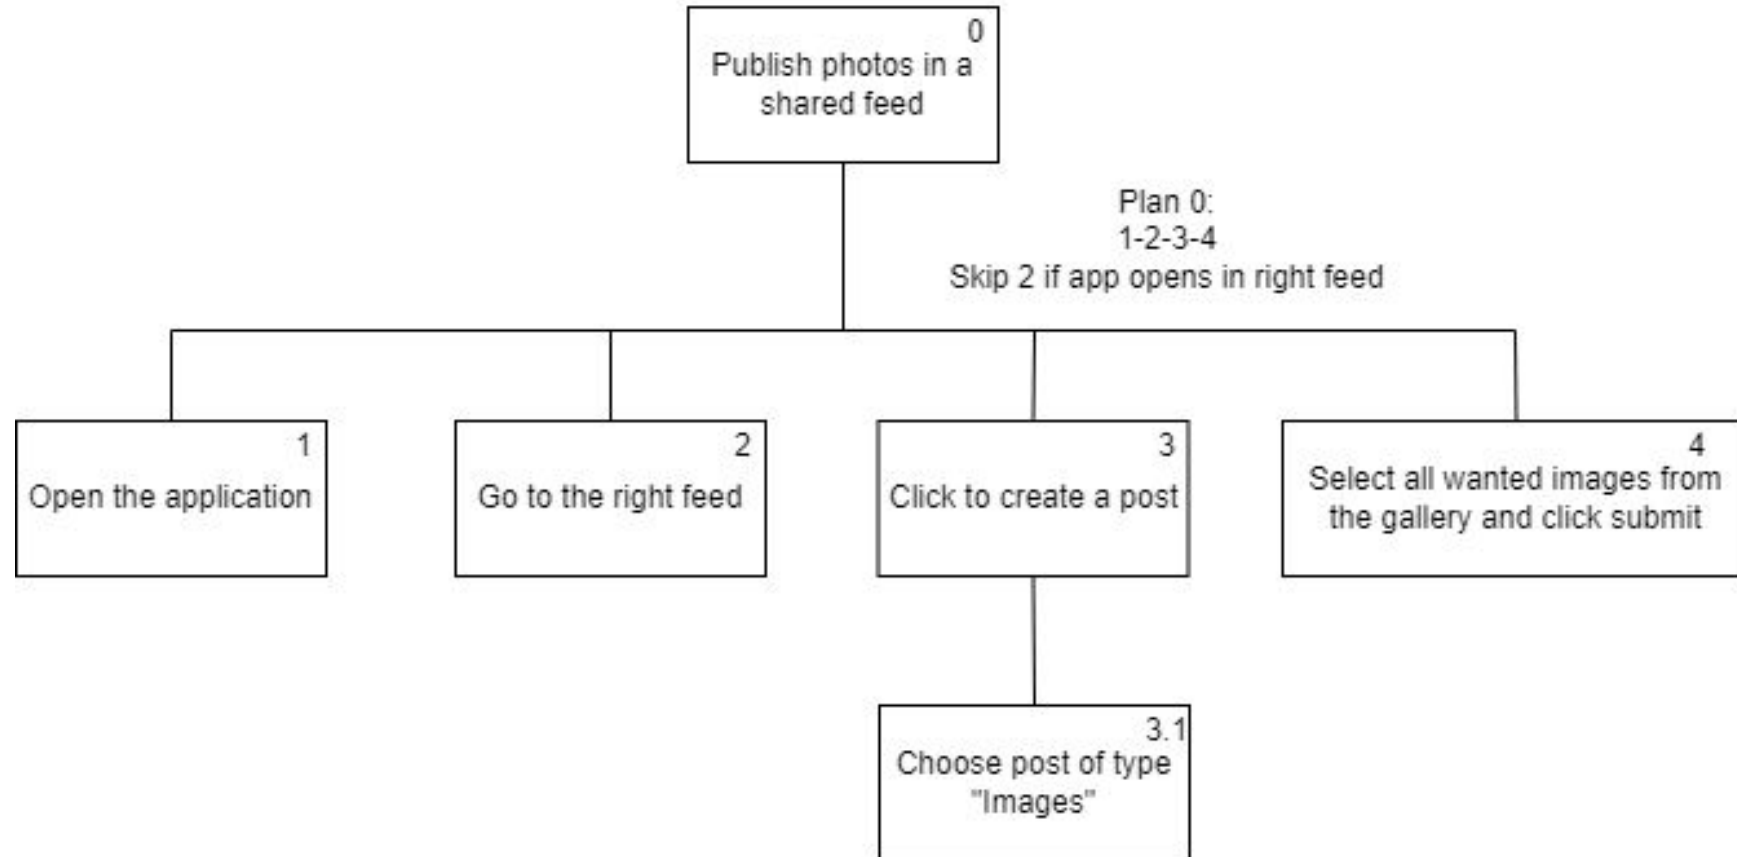 0
Publish photos in a
shared feed
Plan 0:
1-2-3-4
Skip 2 if app opens in right feed
1
Open the application
2
Go to the right feed
3
Click to create a post
4
Select all wanted images from
the gallery and click submit
3.1
Choose post of type
"Images"